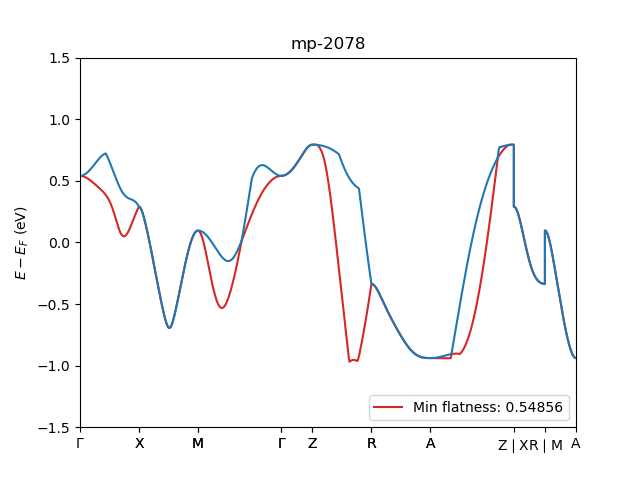 mp-2078
1.5
1.0
0.5
0.0
−0.5
−1.0
−1.5
E − E_F (eV)
Min flatness: 0.54856
Γ X M Γ Z R A Z | XR | M A